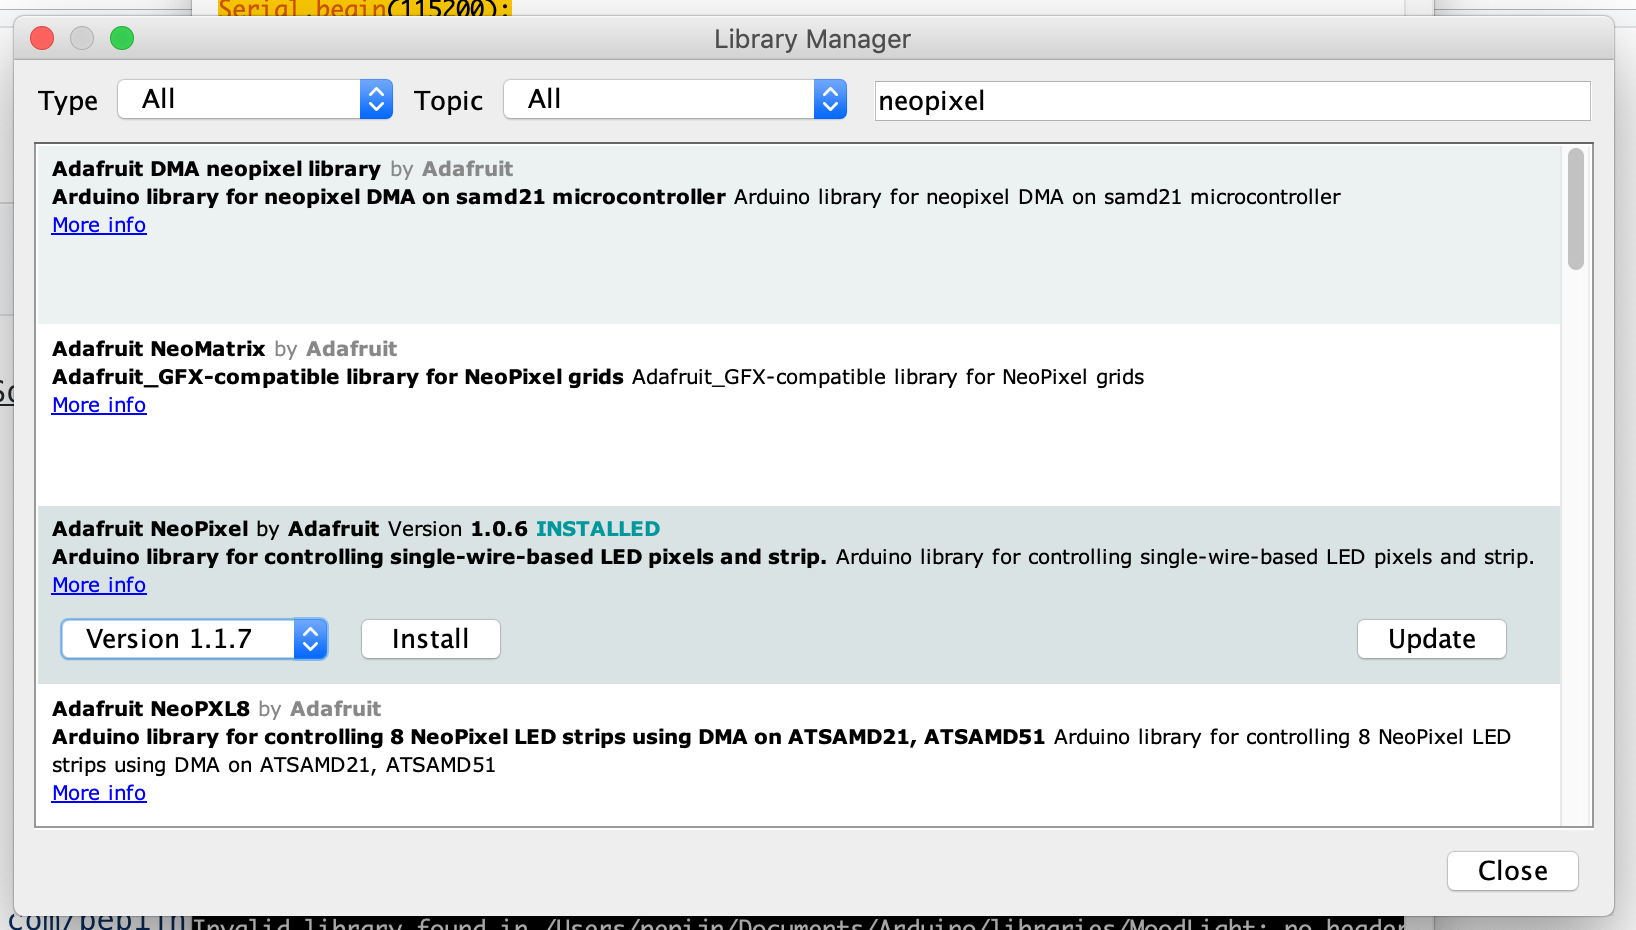 Serial.begin(115200);
Library Manager
Type All Topic All neopixel
Adafruit DMA neopixel library by Adafruit
Arduino library for neopixel DMA on samd21 microcontroller Arduino library for neopixel DMA on samd21 microcontroller
More info
Adafruit NeoMatrix by Adafruit
Adafruit_GFX-compatible library for NeoPixel grids Adafruit_GFX-compatible library for NeoPixel grids
More info
Adafruit NeoPixel by Adafruit Version 1.0.6 INSTALLED
Arduino library for controlling single-wire-based LED pixels and strip. Arduino library for controlling single-wire-based LED pixels and strip.
More info
Version 1.1.7 Install Update
Adafruit NeoPXL8 by Adafruit
Arduino library for controlling 8 NeoPixel LED strips using DMA on ATSAMD21, ATSAMD51 Arduino library for controlling 8 NeoPixel LED
strips using DMA on ATSAMD21, ATSAMD51
More info
Close
Invalid library found in /Users/pepijn/Documents/Arduino/libraries/MoodLight: no header